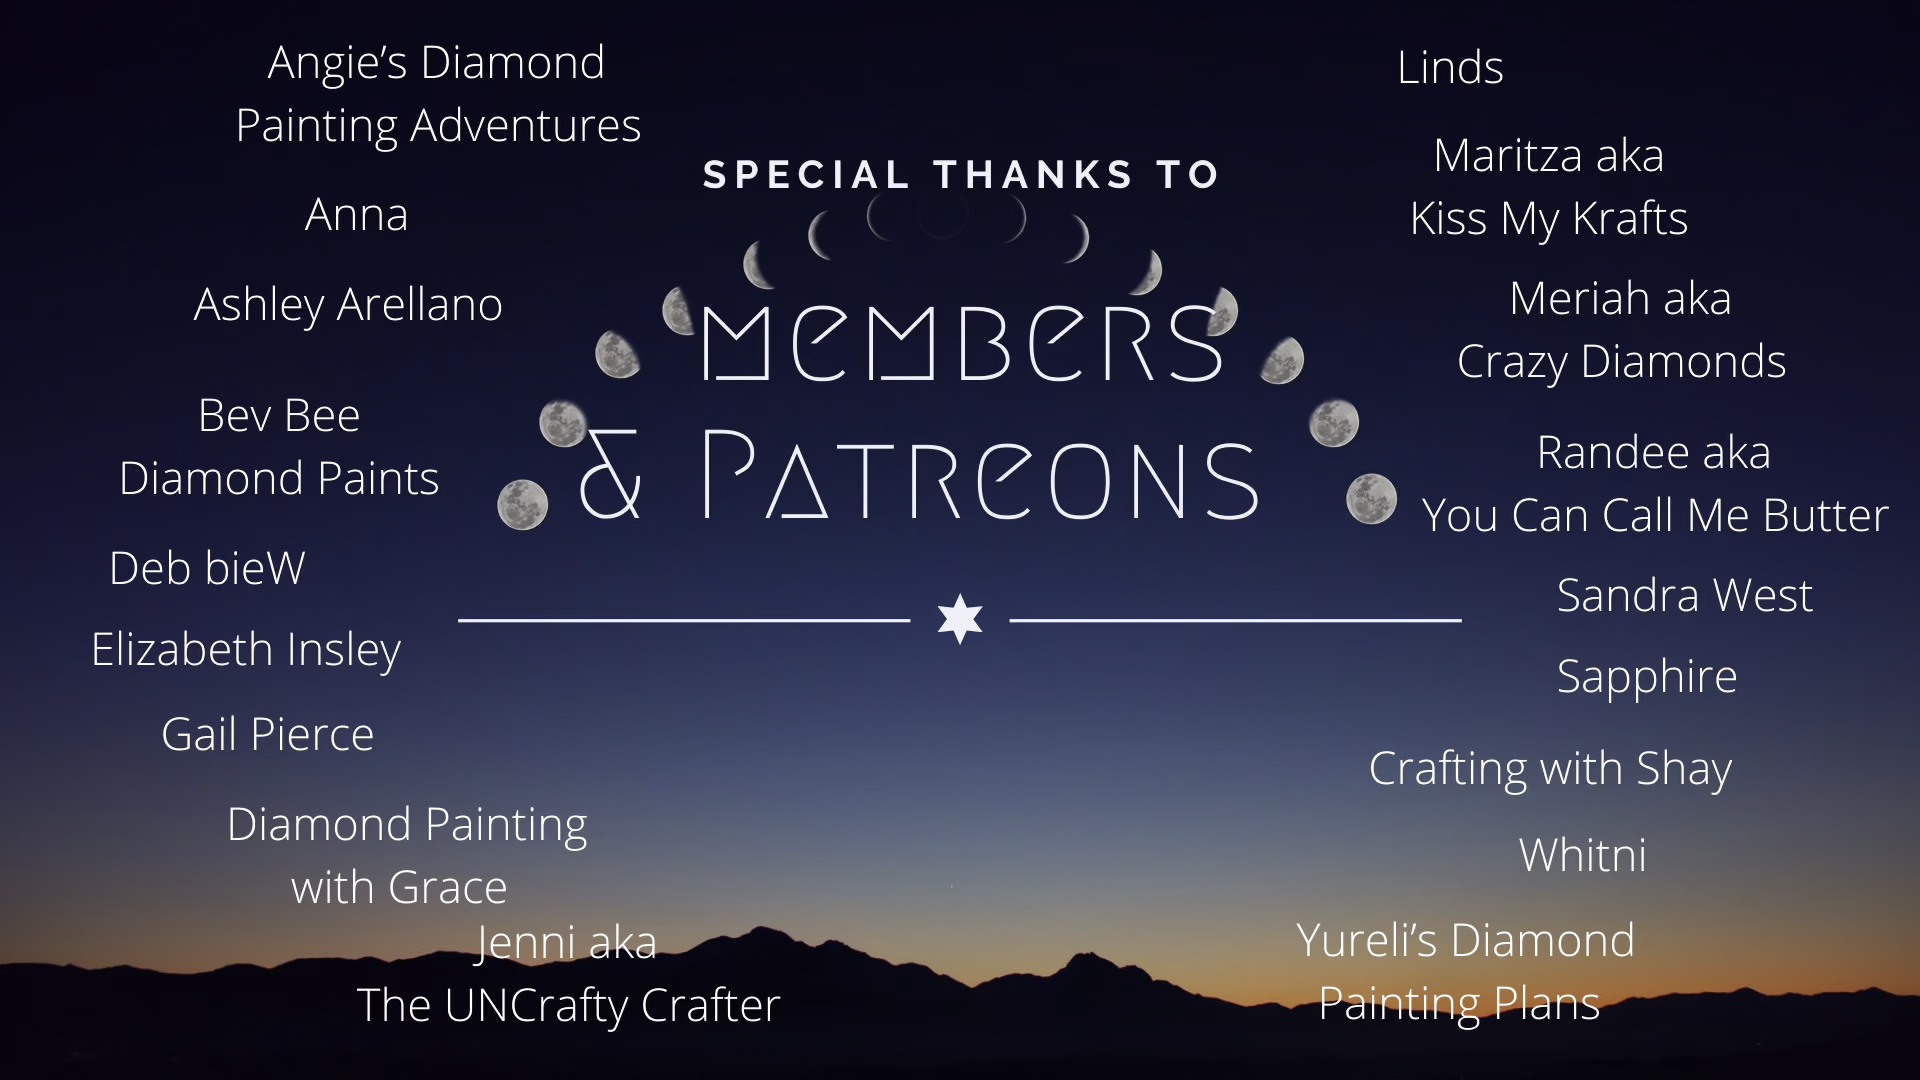 SPECIAL THANKS TO
MEMBERS
& PATREONS
Angie’s Diamond
Painting Adventures
Anna
Ashley Arellano
Bev Bee
Diamond Paints
Deb bieW
Elizabeth Insley
Gail Pierce
Diamond Painting
with Grace
Jenni aka
The UNCrafty Crafter
Linds
Maritza aka
Kiss My Krafts
Meriah aka
Crazy Diamonds
Randee aka
You Can Call Me Butter
Sandra West
Sapphire
Crafting with Shay
Whitni
Yureli’s Diamond
Painting Plans